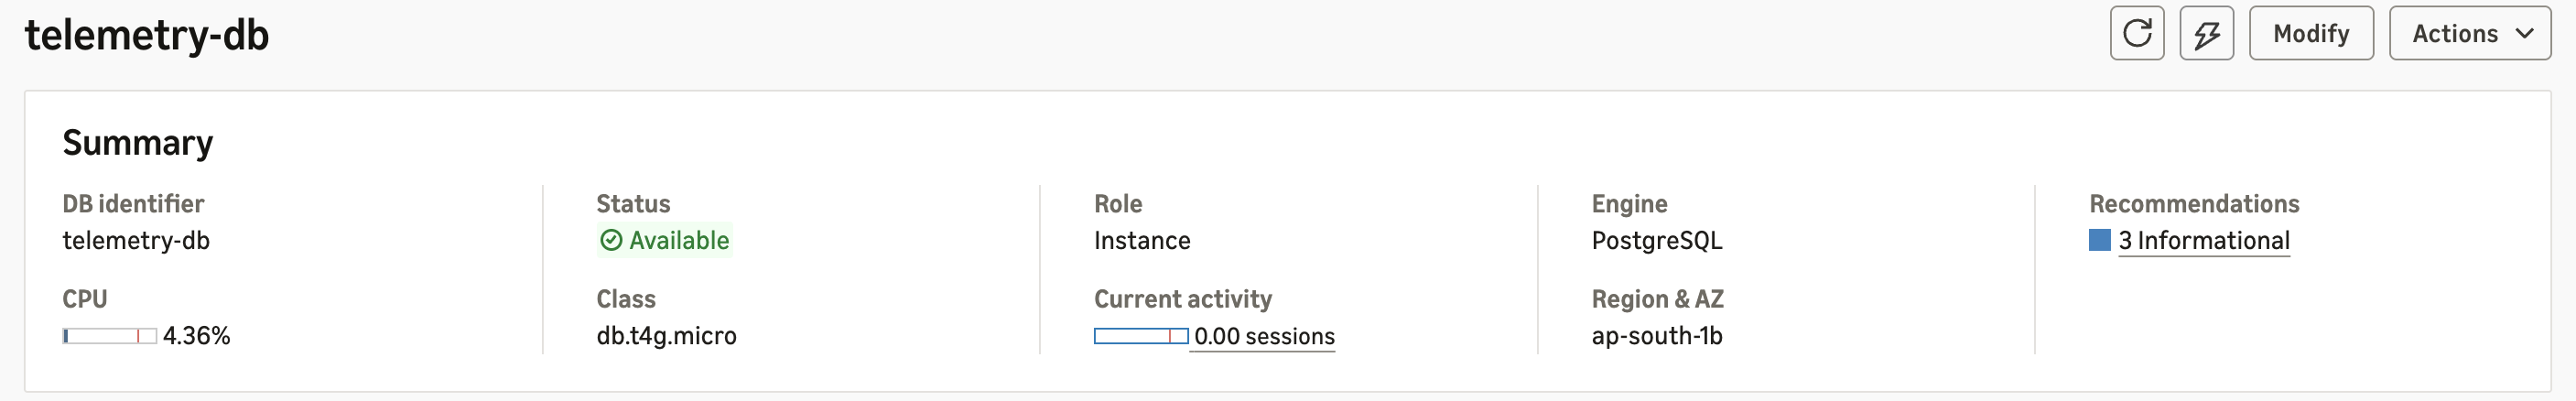 telemetry-db
Modify
Actions
Summary
DB identifier
telemetry-db
Status
Available
Role
Instance
Engine
PostgreSQL
Recommendations
3 Informational
CPU
4.36%
Class
db.t4g.micro
Current activity
0.00 sessions
Region & AZ
ap-south-1b